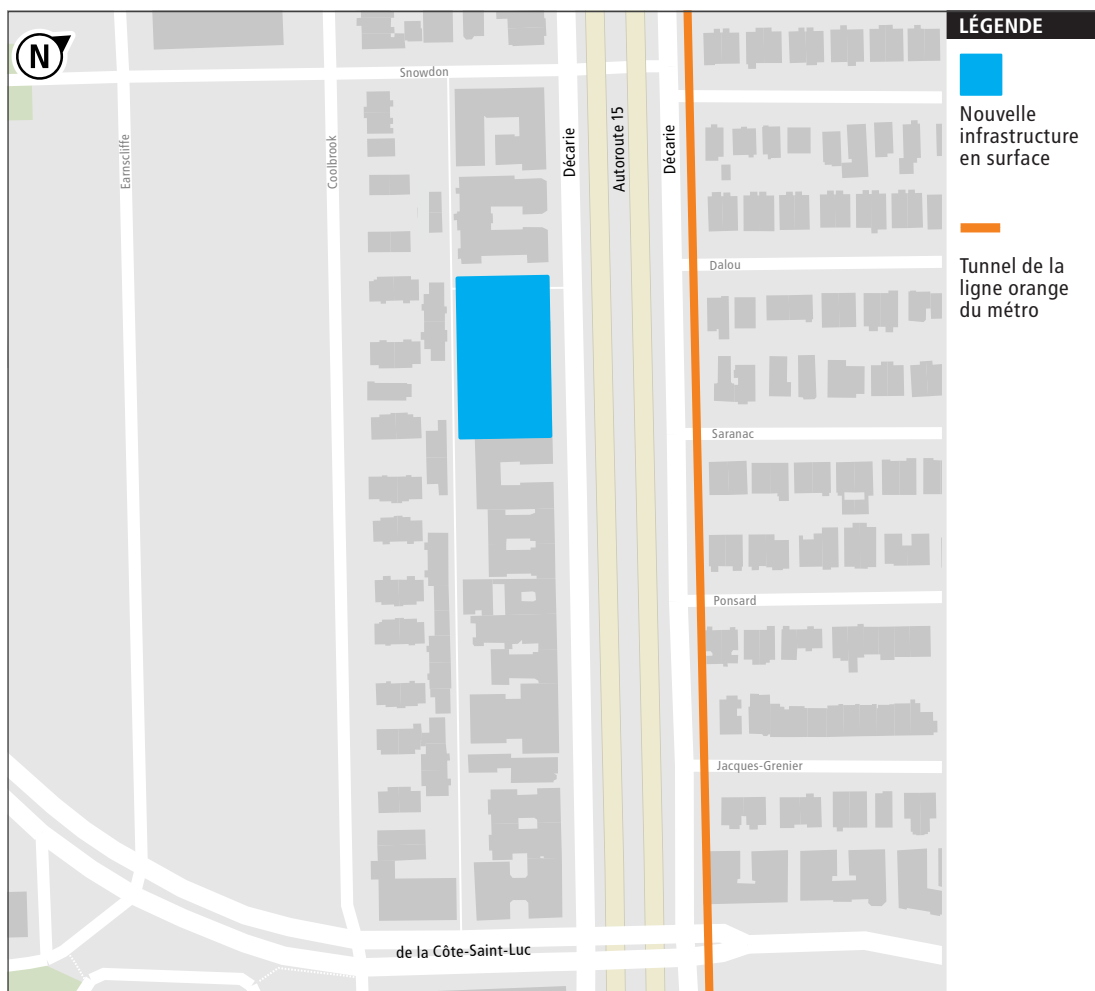 N
Snowdon
Earnscliffe
Coolbrook
Décarie
Autoroute 15
Décarie
Dalou
Saranac
Ponsard
Jacques-Grenier
de la Côte-Saint-Luc
LÉGENDE
Nouvelle
infrastructure
en surface
Tunnel de la
ligne orange
du métro